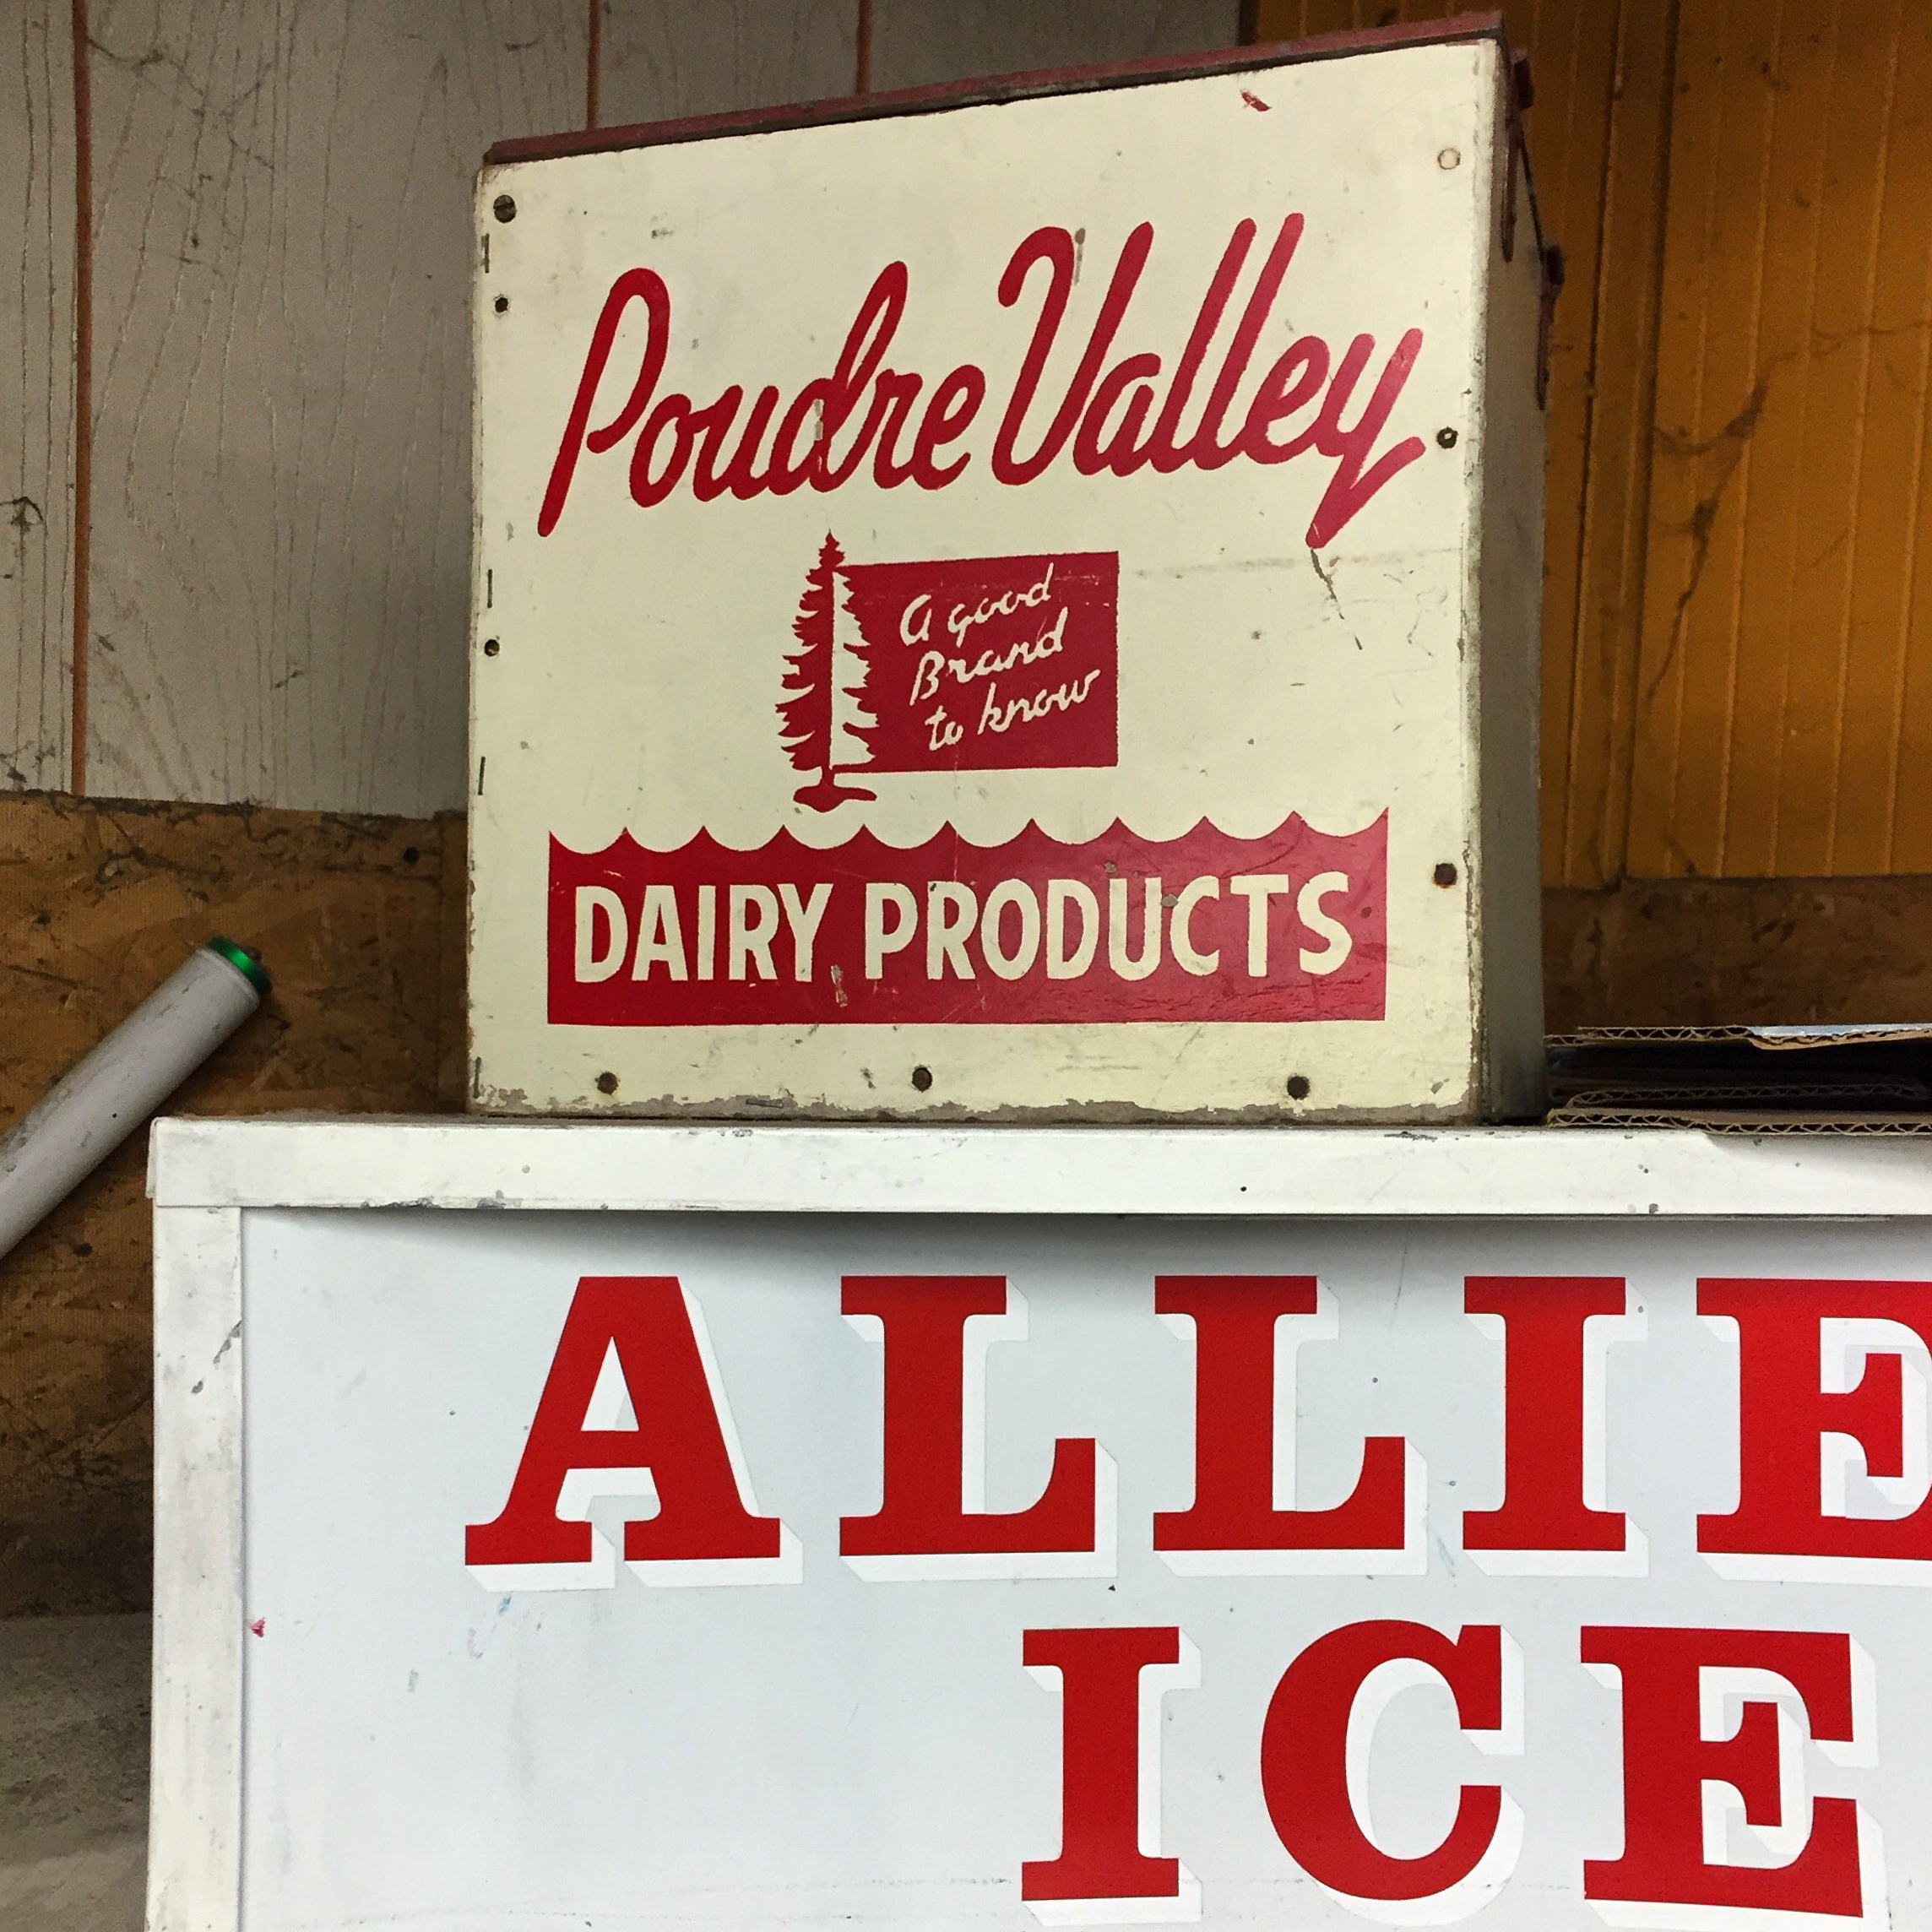 Poudre Valley
A good
Brand
to know
DAIRY PRODUCTS
ALLIE
ICE